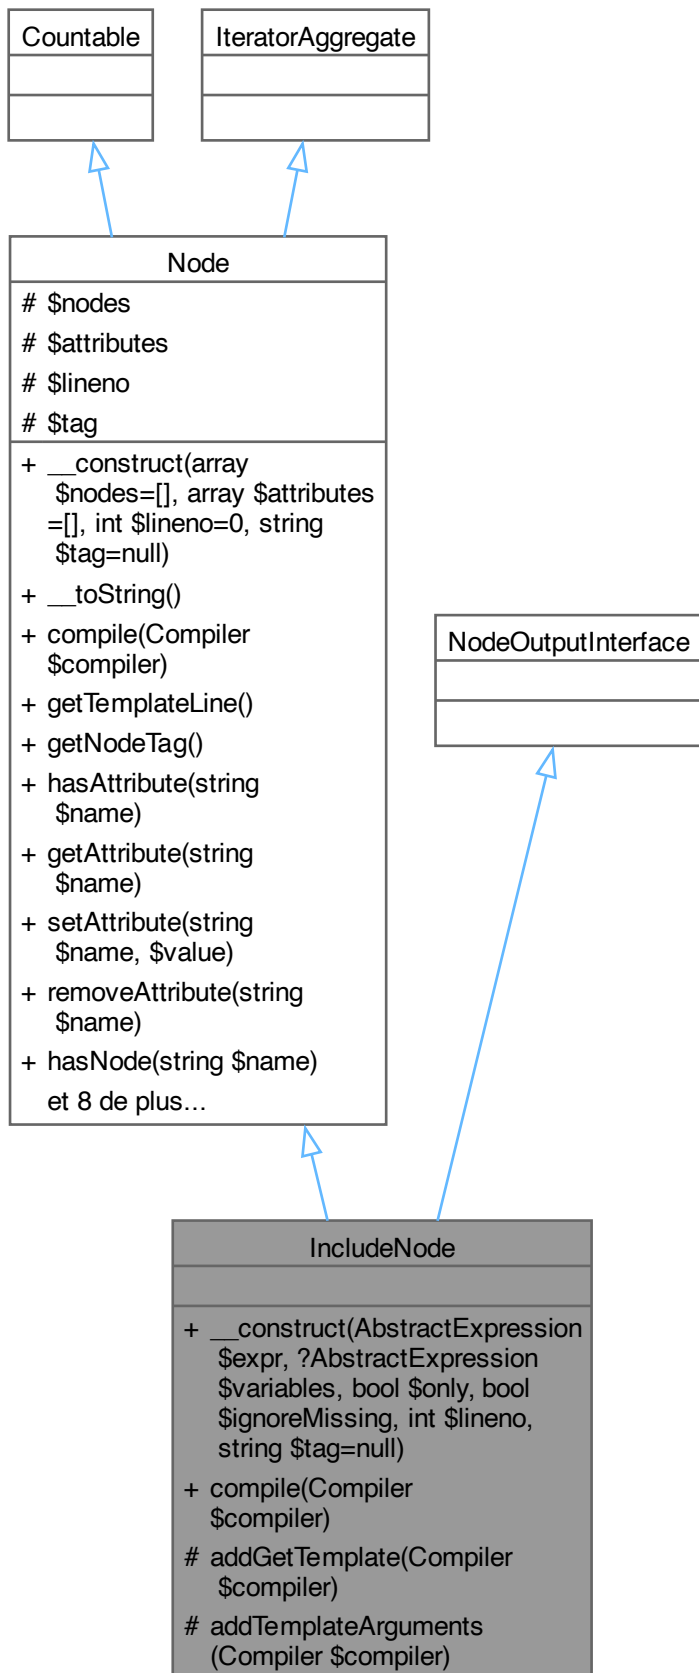 Countable
IteratorAggregate
Node
# $nodes
# $attributes
# $lineno
# $tag
+ __construct(array
$nodes=[], array $attributes
=[], int $lineno=0, string
$tag=null)
+ __toString()
+ compile(Compiler
$compiler)
+ getTemplateLine()
+ getNodeTag()
+ hasAttribute(string
$name)
+ getAttribute(string
$name)
+ setAttribute(string
$name, $value)
+ removeAttribute(string
$name)
+ hasNode(string $name)
et 8 de plus...
NodeOutputInterface
IncludeNode
+ __construct(AbstractExpression
$expr, ?AbstractExpression
$variables, bool $only, bool
$ignoreMissing, int $lineno,
string $tag=null)
+ compile(Compiler
$compiler)
# addGetTemplate(Compiler
$compiler)
# addTemplateArguments
(Compiler $compiler)